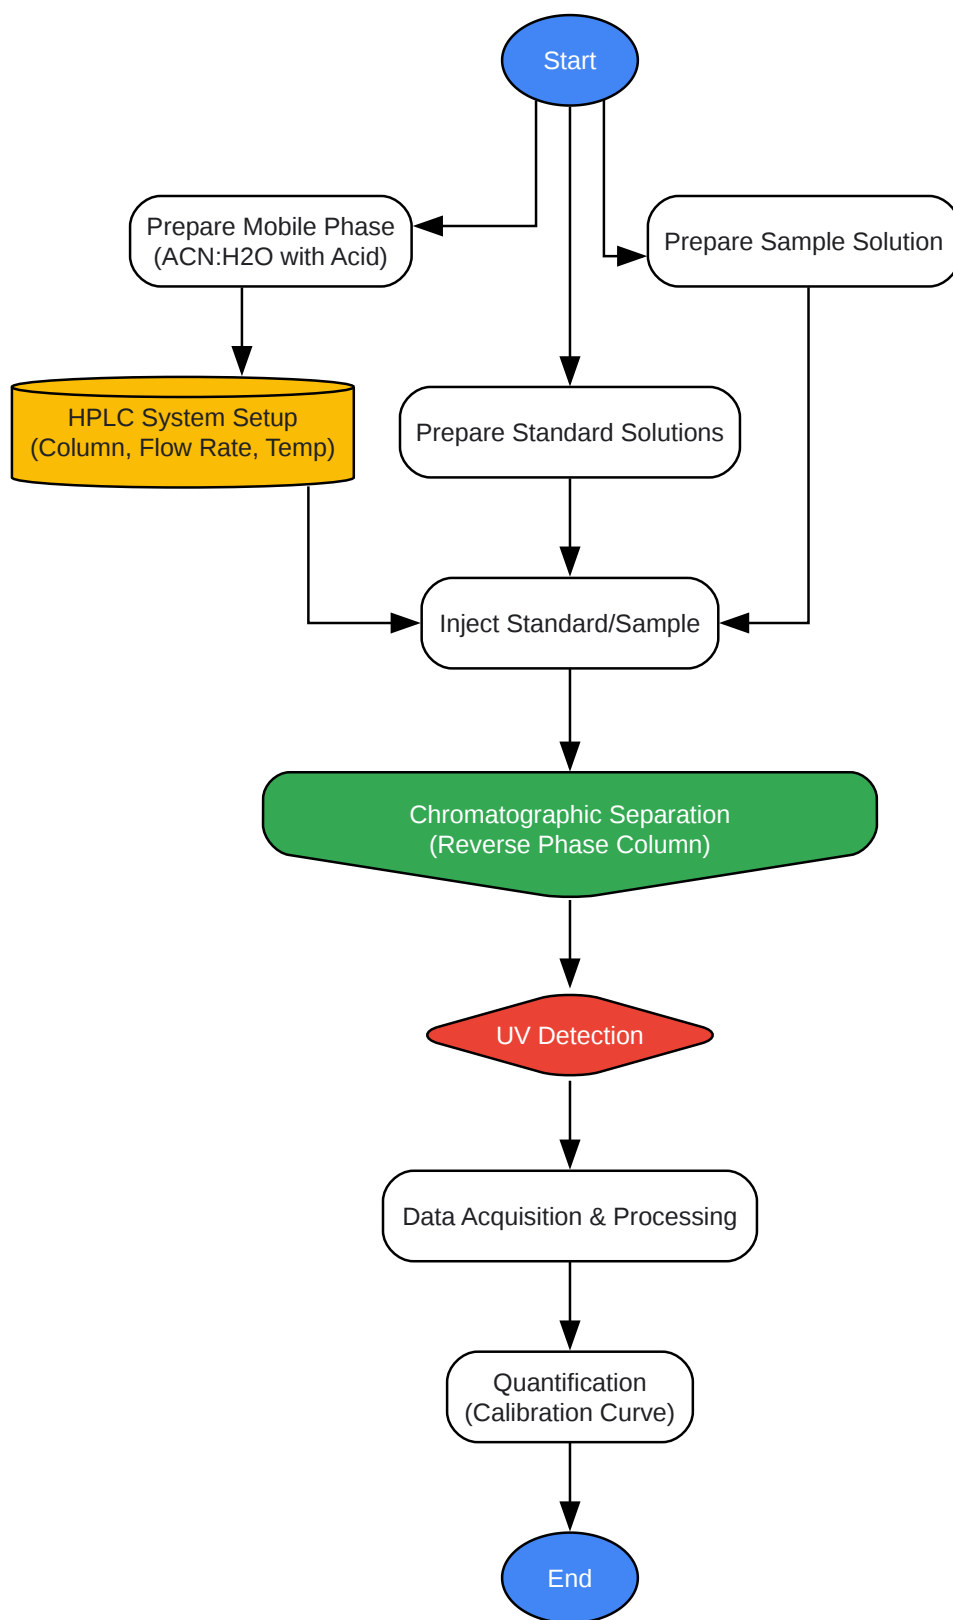 Start
Prepare Mobile Phase
(ACN:H2O with Acid)
Prepare Sample Solution
HPLC System Setup
(Column, Flow Rate, Temp)
Prepare Standard Solutions
Inject Standard/Sample
Chromatographic Separation
(Reverse Phase Column)
UV Detection
Data Acquisition & Processing
Quantification
(Calibration Curve)
End